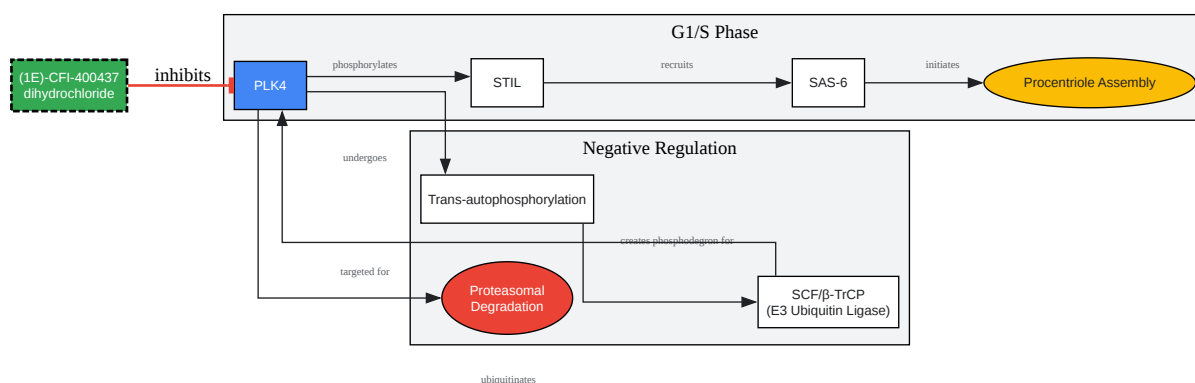 G1/S Phase
(1E)-CFI-400437
dihydrochloride
inhibits
PLK4
phosphorylates
STIL
recruits
SAS-6
initiates
Procentriole Assembly
Negative Regulation
undergoes
Trans-autophosphorylation
creates phosphodegron for
targeted for
Proteasomal
Degradation
SCF/β-TrCP
(E3 Ubiquitin Ligase)
ubiquitinates